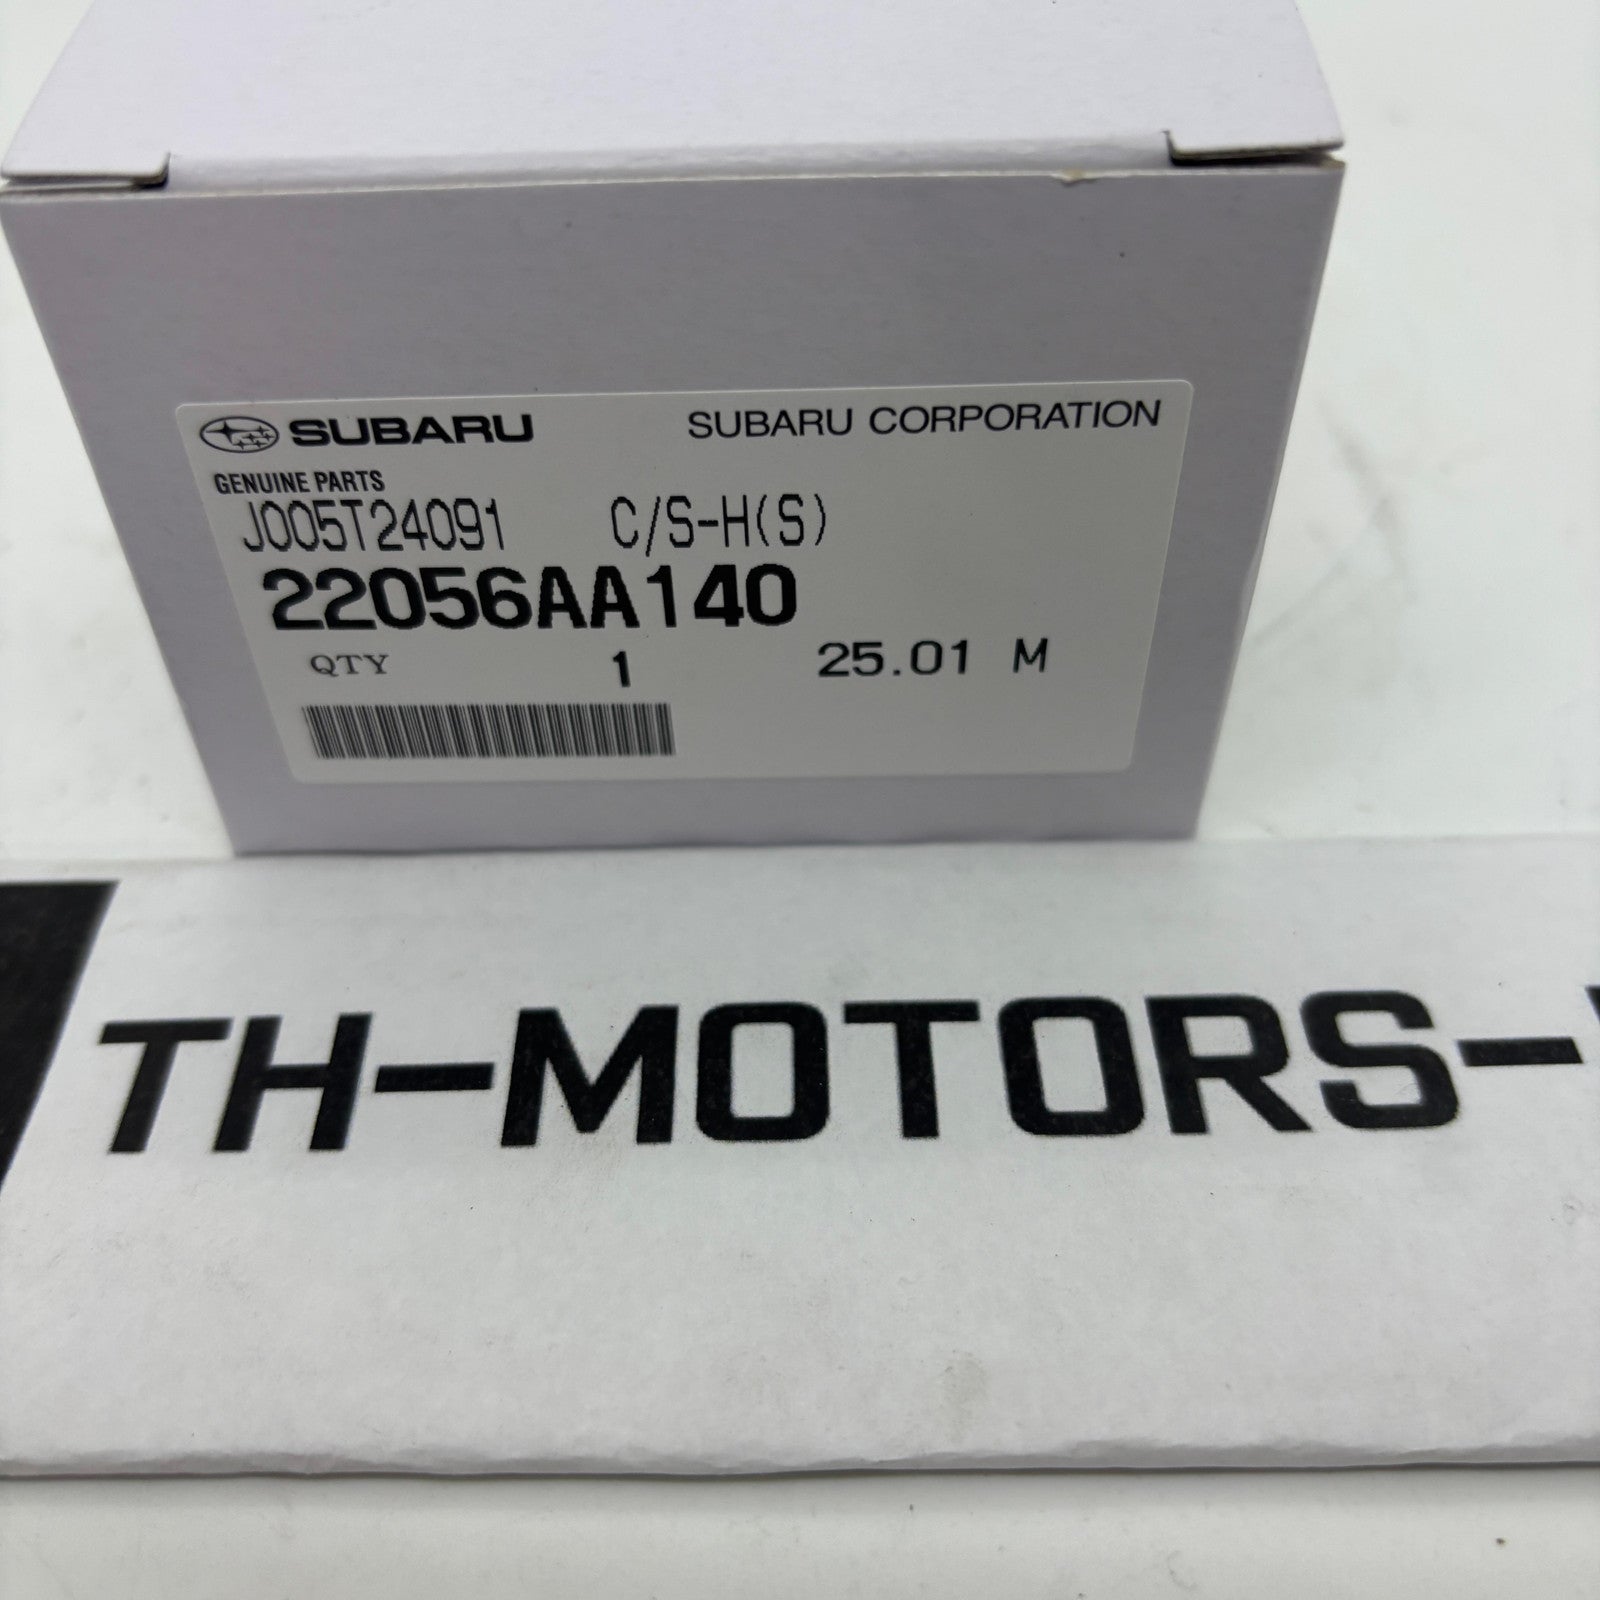 SUBARU SUBARU CORPORATION
GENUINE PARTS
J005T24091 C/S-H(S)
22056AA140
QTY 1 25.01 M
TH-MOTORS-